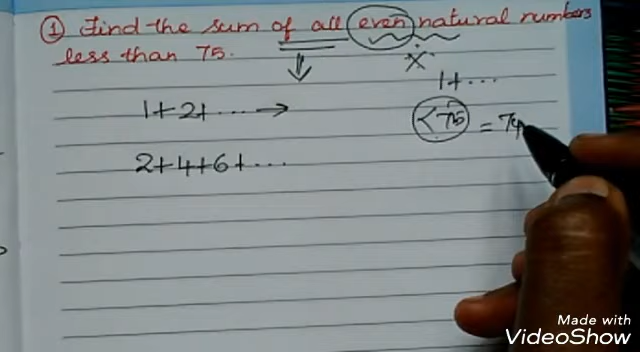 ① Find the sum of all even natural numbers
less than 75.
1+ ...
1+2+ ....
<75 = 74
2+4+6+ ...
Made with
VideoShow